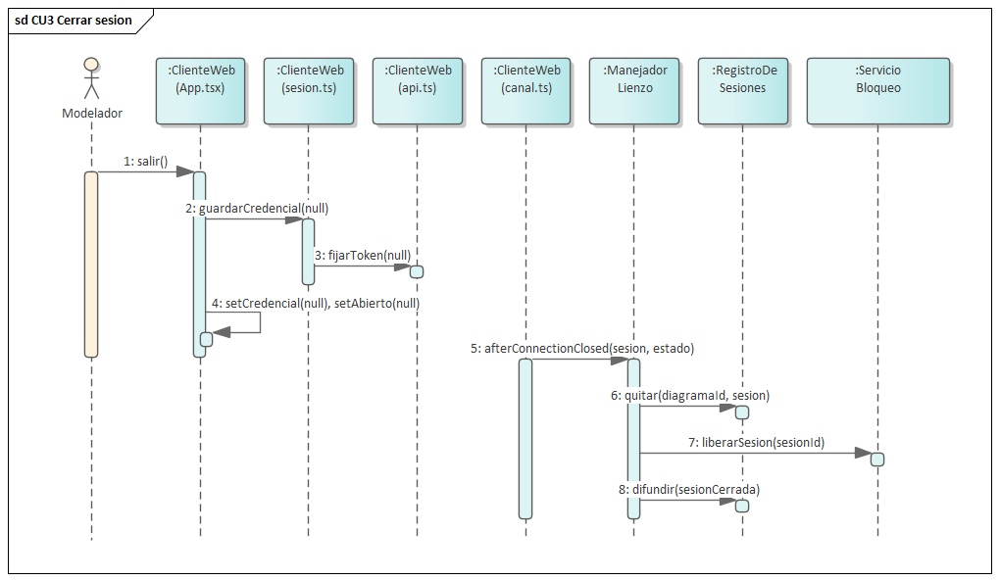 sd CU3 Cerrar sesion
Modelador
:ClienteWeb
(App.tsx)
:ClienteWeb
(sesion.ts)
:ClienteWeb
(api.ts)
:ClienteWeb
(canal.ts)
:Manejador
Lienzo
:RegistroDe
Sesiones
:Servicio
Bloqueo
1: salir()
2: guardarCredencial(null)
3: fijarToken(null)
4: setCredencial(null), setAbierto(null)
5: afterConnectionClosed(sesion, estado)
6: quitar(diagramaId, sesion)
7: liberarSesion(sesionId)
8: difundir(sesionCerrada)